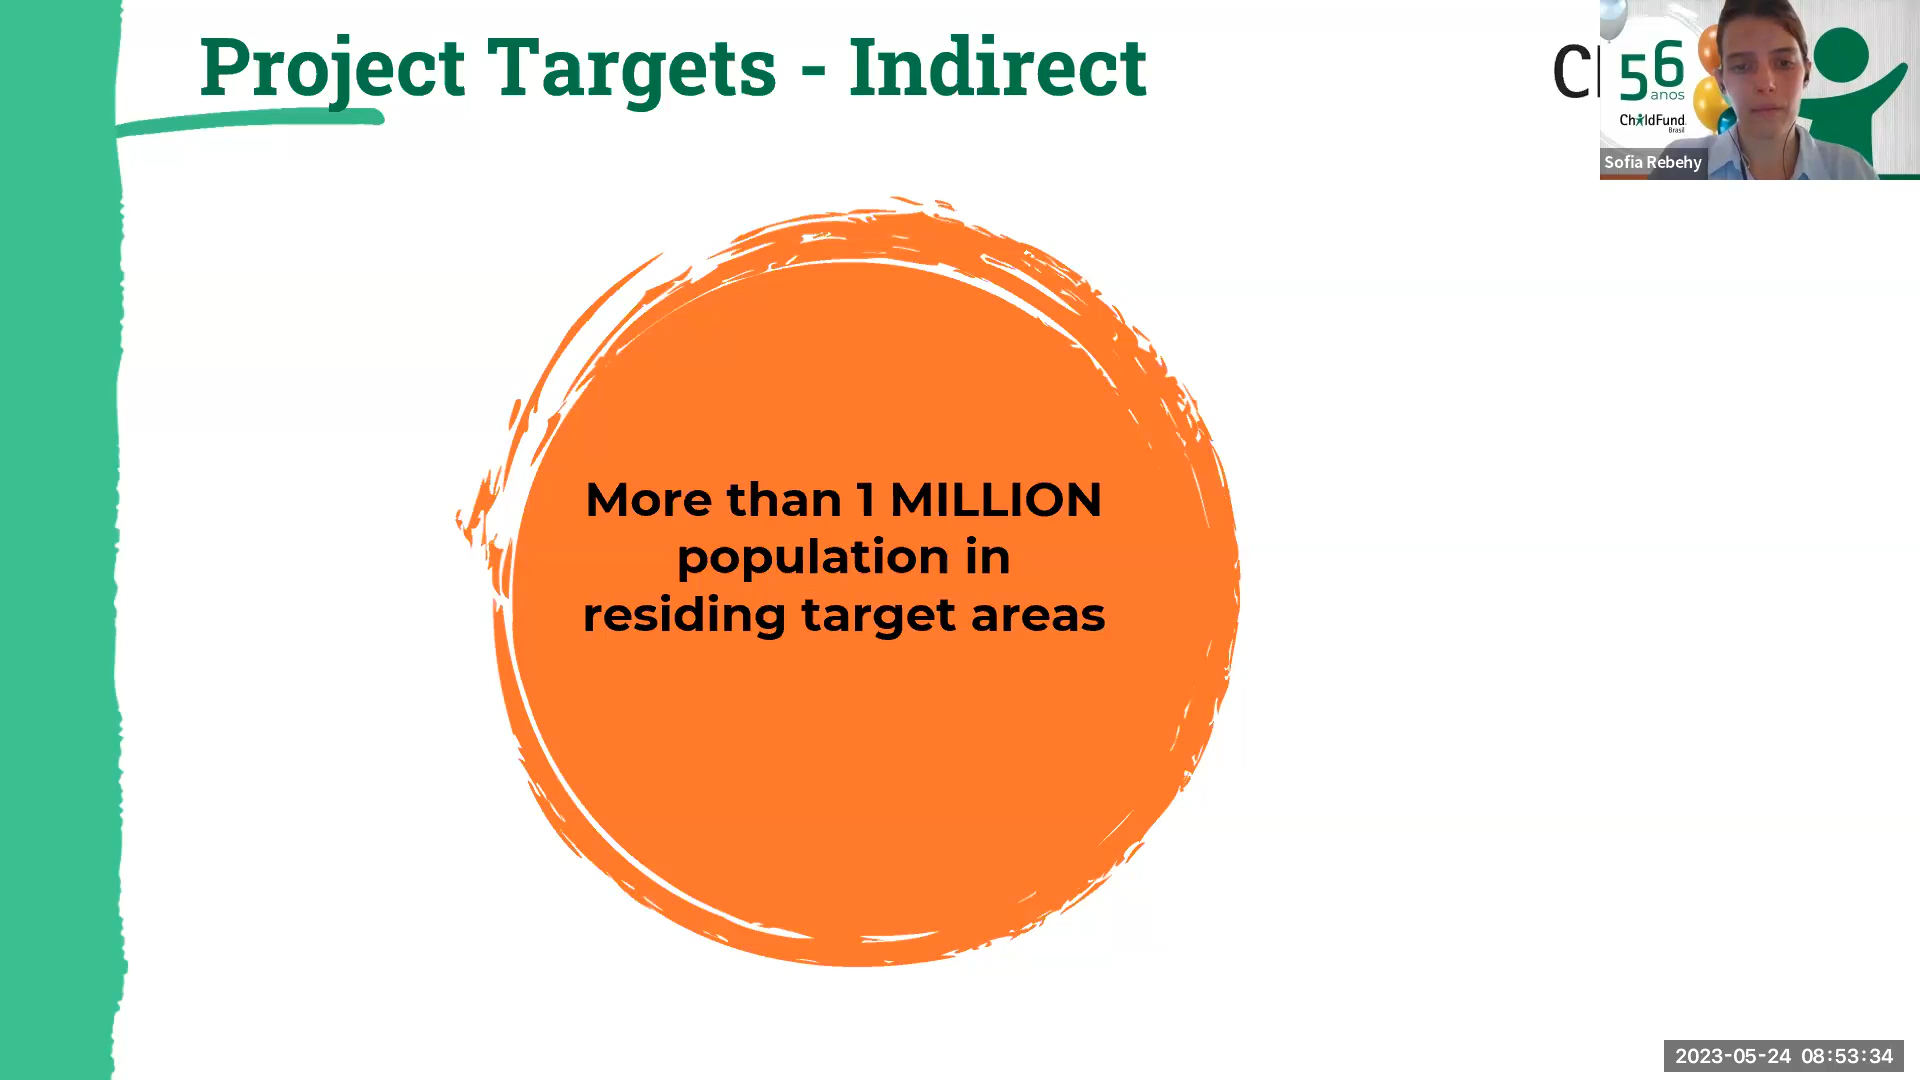 Project Targets - Indirect
56
anos
ChildFund
Brasil
Sofia Rebehy
More than 1 MILLION
population in
residing target areas
2023-05-24 08:53:34